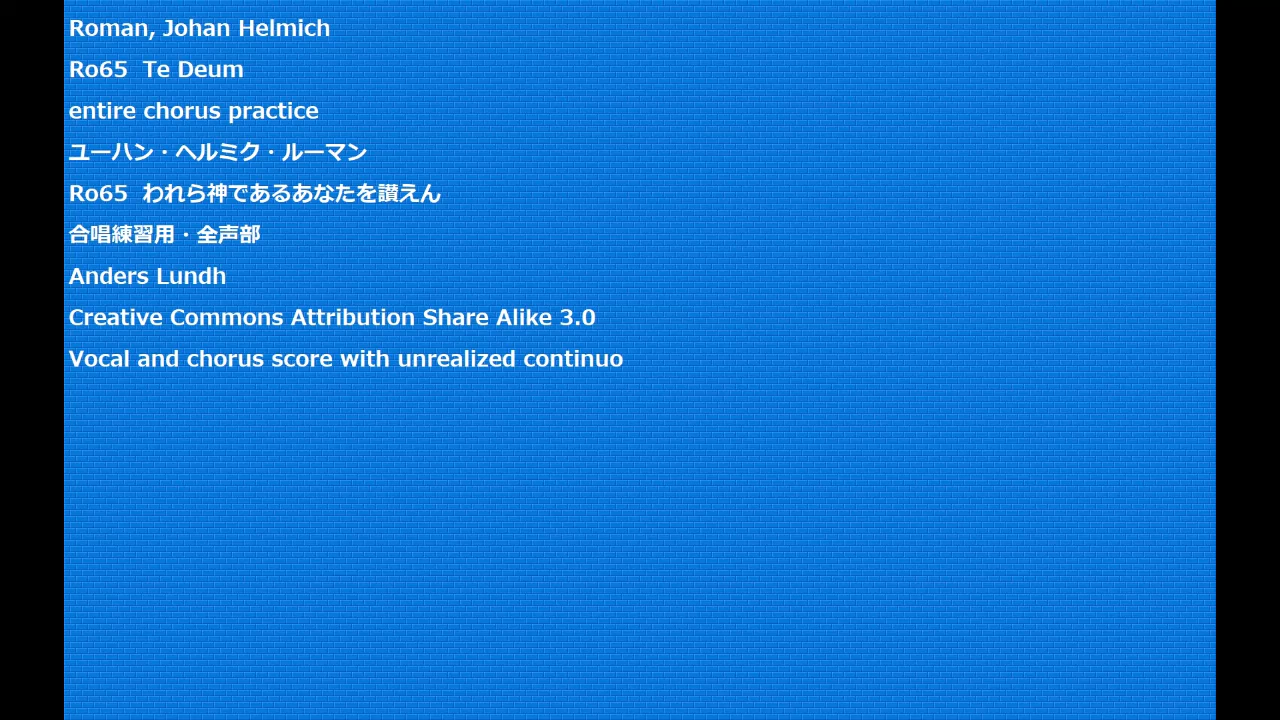 Roman, Johan Helmich
Ro65  Te Deum
entire chorus practice
ユーハン・ヘルミク・ルーマン
Ro65  われら神であるあなたを讃えん
合唱練習用・全声部
Anders Lundh
Creative Commons Attribution Share Alike 3.0
Vocal and chorus score with unrealized continuo